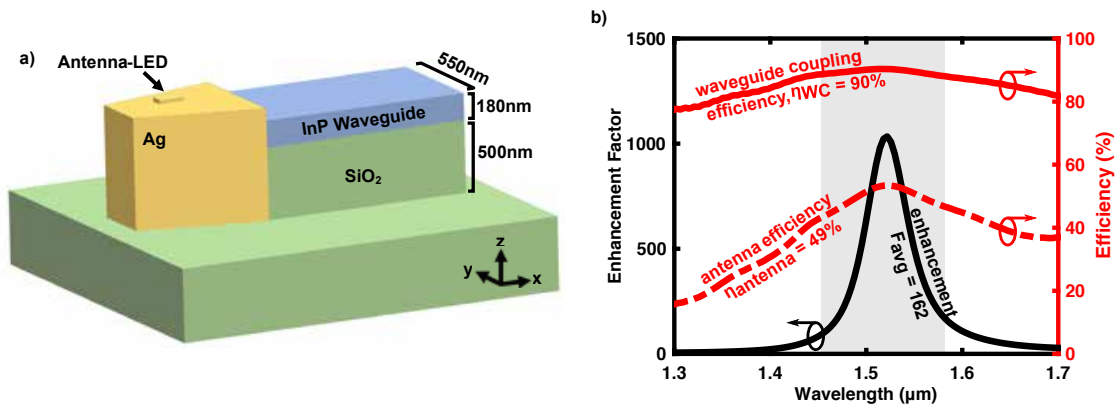 a)
Antenna-LED
550nm
180nm
InP Waveguide
Ag
500nm
SiO₂
z
y
x
b)
1500
1000
500
0
Enhancement Factor
100
80
60
40
20
0
Efficiency (%)
waveguide coupling
efficiency, ηWC = 90%
antenna efficiency
ηantenna = 49%
enhancement
Favg = 162
1.3
1.4
1.5
1.6
1.7
Wavelength (µm)